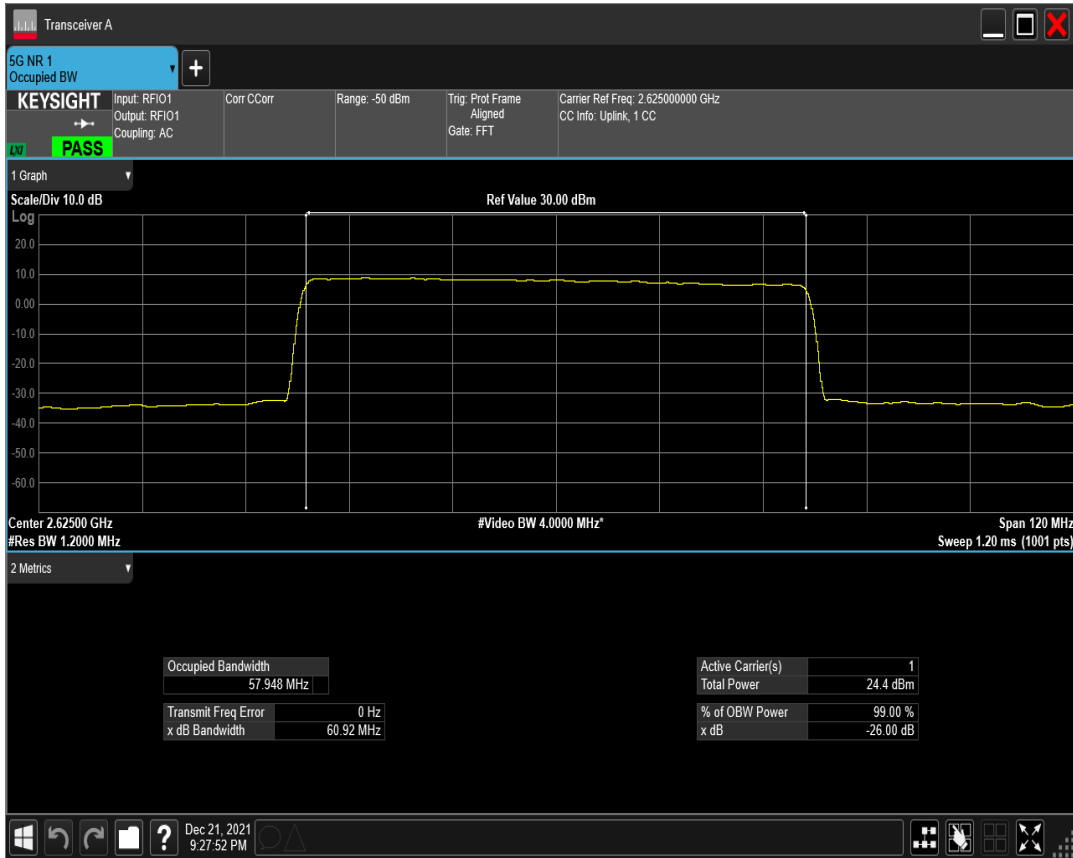 Transceiver A
5G NR 1
Occupied BW
KEYSIGHT
LXI
PASS
Input: RFIO1
Output: RFIO1
Coupling: AC
Corr CCorr
Range: -50 dBm
Trig: Prot Frame
Aligned
Gate: FFT
Carrier Ref Freq: 2.625000000 GHz
CC Info: Uplink, 1 CC
1 Graph
Scale/Div 10.0 dB
Ref Value 30.00 dBm
Log
20.0
10.0
0.00
-10.0
-20.0
-30.0
-40.0
-50.0
-60.0
Center 2.62500 GHz
#Video BW 4.0000 MHz*
Span 120 MHz
#Res BW 1.2000 MHz
Sweep 1.20 ms (1001 pts)
2 Metrics
Occupied Bandwidth
57.948 MHz
Transmit Freq Error 0 Hz
x dB Bandwidth 60.92 MHz
Active Carrier(s) 1
Total Power 24.4 dBm
% of OBW Power 99.00 %
x dB -26.00 dB
?
Dec 21, 2021
9:27:52 PM